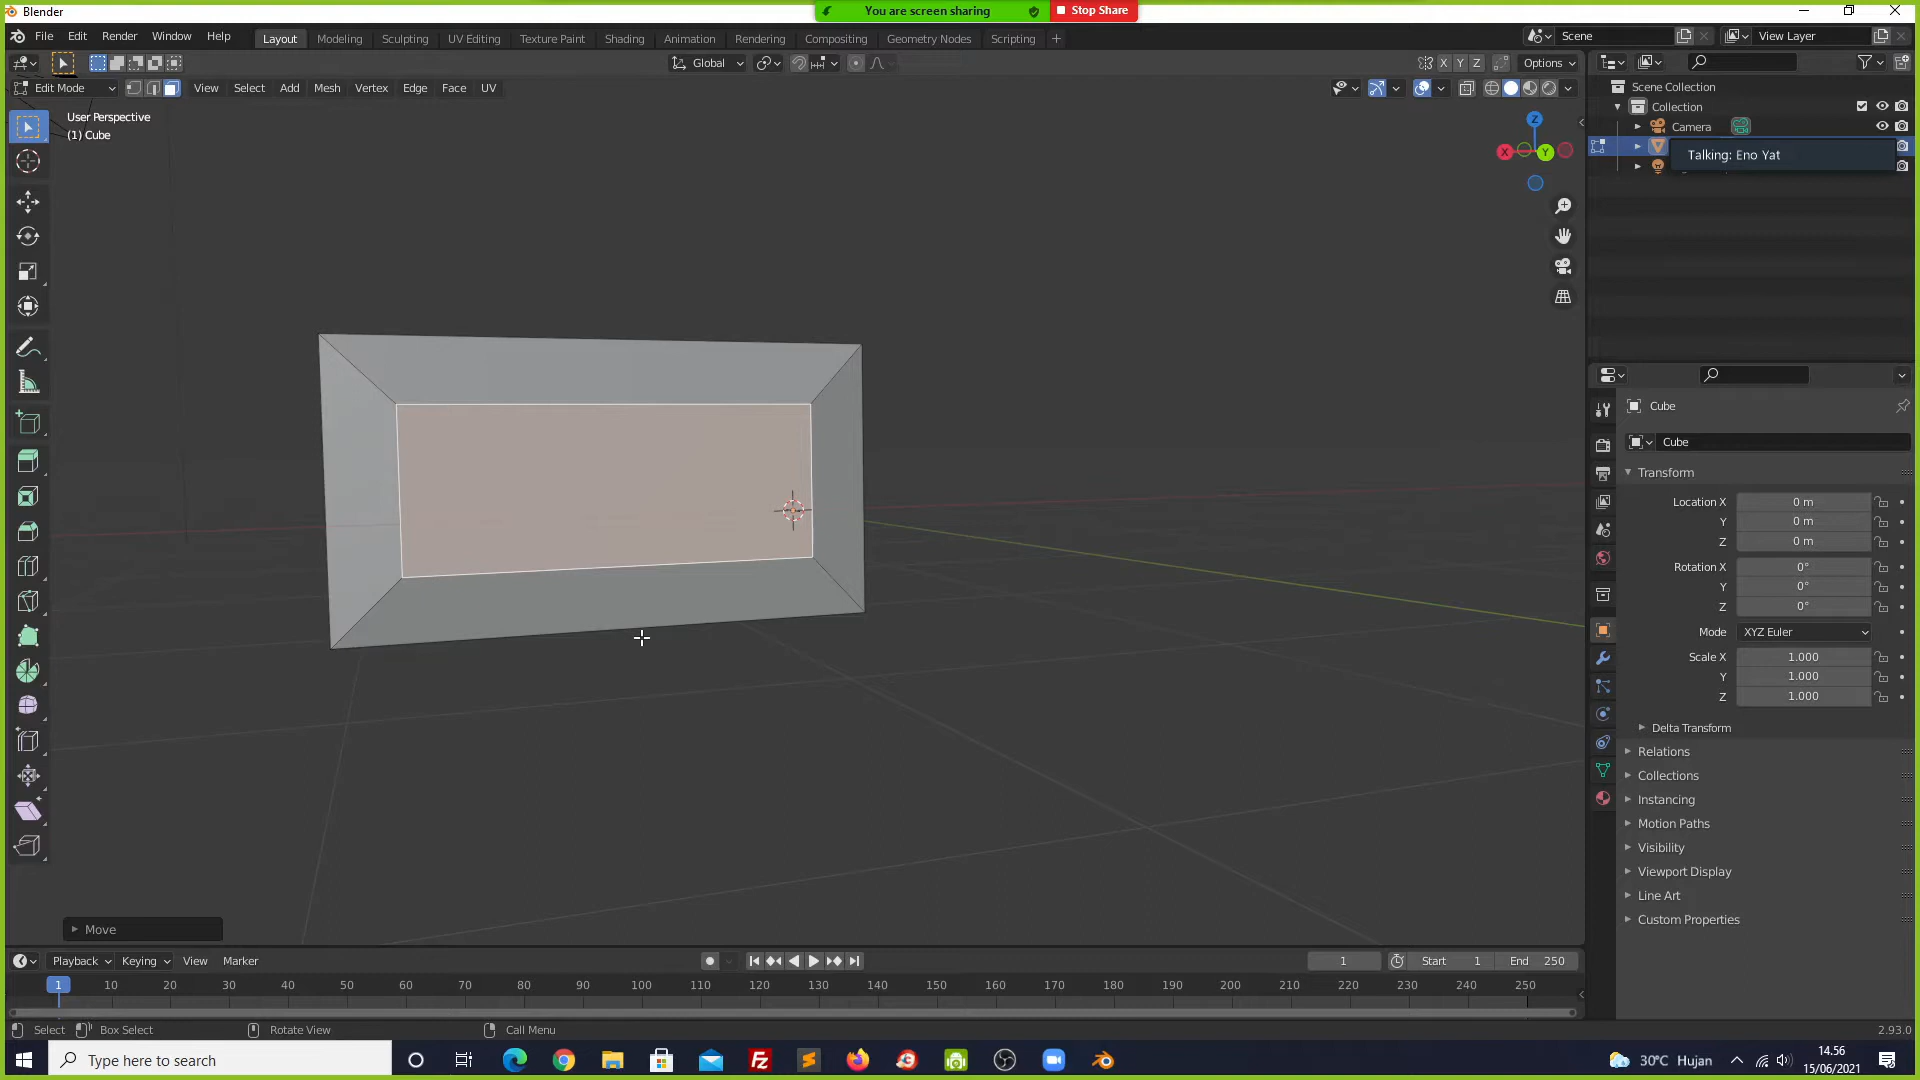 Blender
You are screen sharing
Stop Share
File Edit Render Window Help
Layout Modeling Sculpting UV Editing Texture Paint Shading Animation Rendering Compositing Geometry Nodes Scripting +
Scene
View Layer
Global
X Y Z
Options
Edit Mode
View Select Add Mesh Vertex Edge Face UV
User Perspective
(1) Cube
Z
X
Y
Scene Collection
Collection
Camera
Talking: Eno Yat
Cube
Cube
Transform
Location X 0 m
Y 0 m
Z 0 m
Rotation X 0°
Y 0°
Z 0°
Mode XYZ Euler
Scale X 1.000
Y 1.000
Z 1.000
Delta Transform
Relations
Collections
Instancing
Motion Paths
Visibility
Viewport Display
Line Art
Custom Properties
Move
Playback Keying View Marker
1
Start 1
End 250
1 10 20 30 40 50 60 70 80 90 100 110 120 130 140 150 160 170 180 190 200 210 220 230 240 250
Select
Box Select
Rotate View
Call Menu
2.93.0
Type here to search
30°C Hujan
14.56
15/06/2021